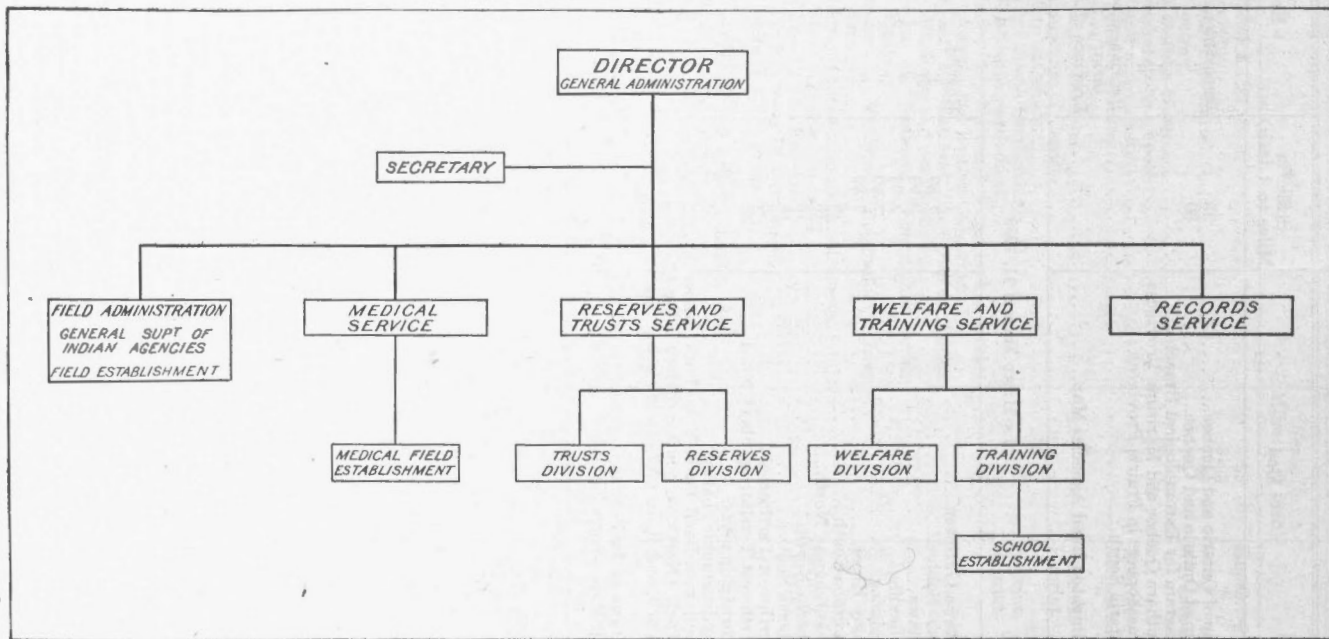 DIRECTOR
GENERAL ADMINISTRATION
SECRETARY
FIELD ADMINISTRATION
GENERAL SUPT OF
INDIAN AGENCIES
FIELD ESTABLISHMENT
MEDICAL
SERVICE
RESERVES AND
TRUSTS SERVICE
WELFARE AND
TRAINING SERVICE
RECORDS
SERVICE
MEDICAL FIELD
ESTABLISHMENT
TRUSTS
DIVISION
RESERVES
DIVISION
WELFARE
DIVISION
TRAINING
DIVISION
SCHOOL
ESTABLISHMENT